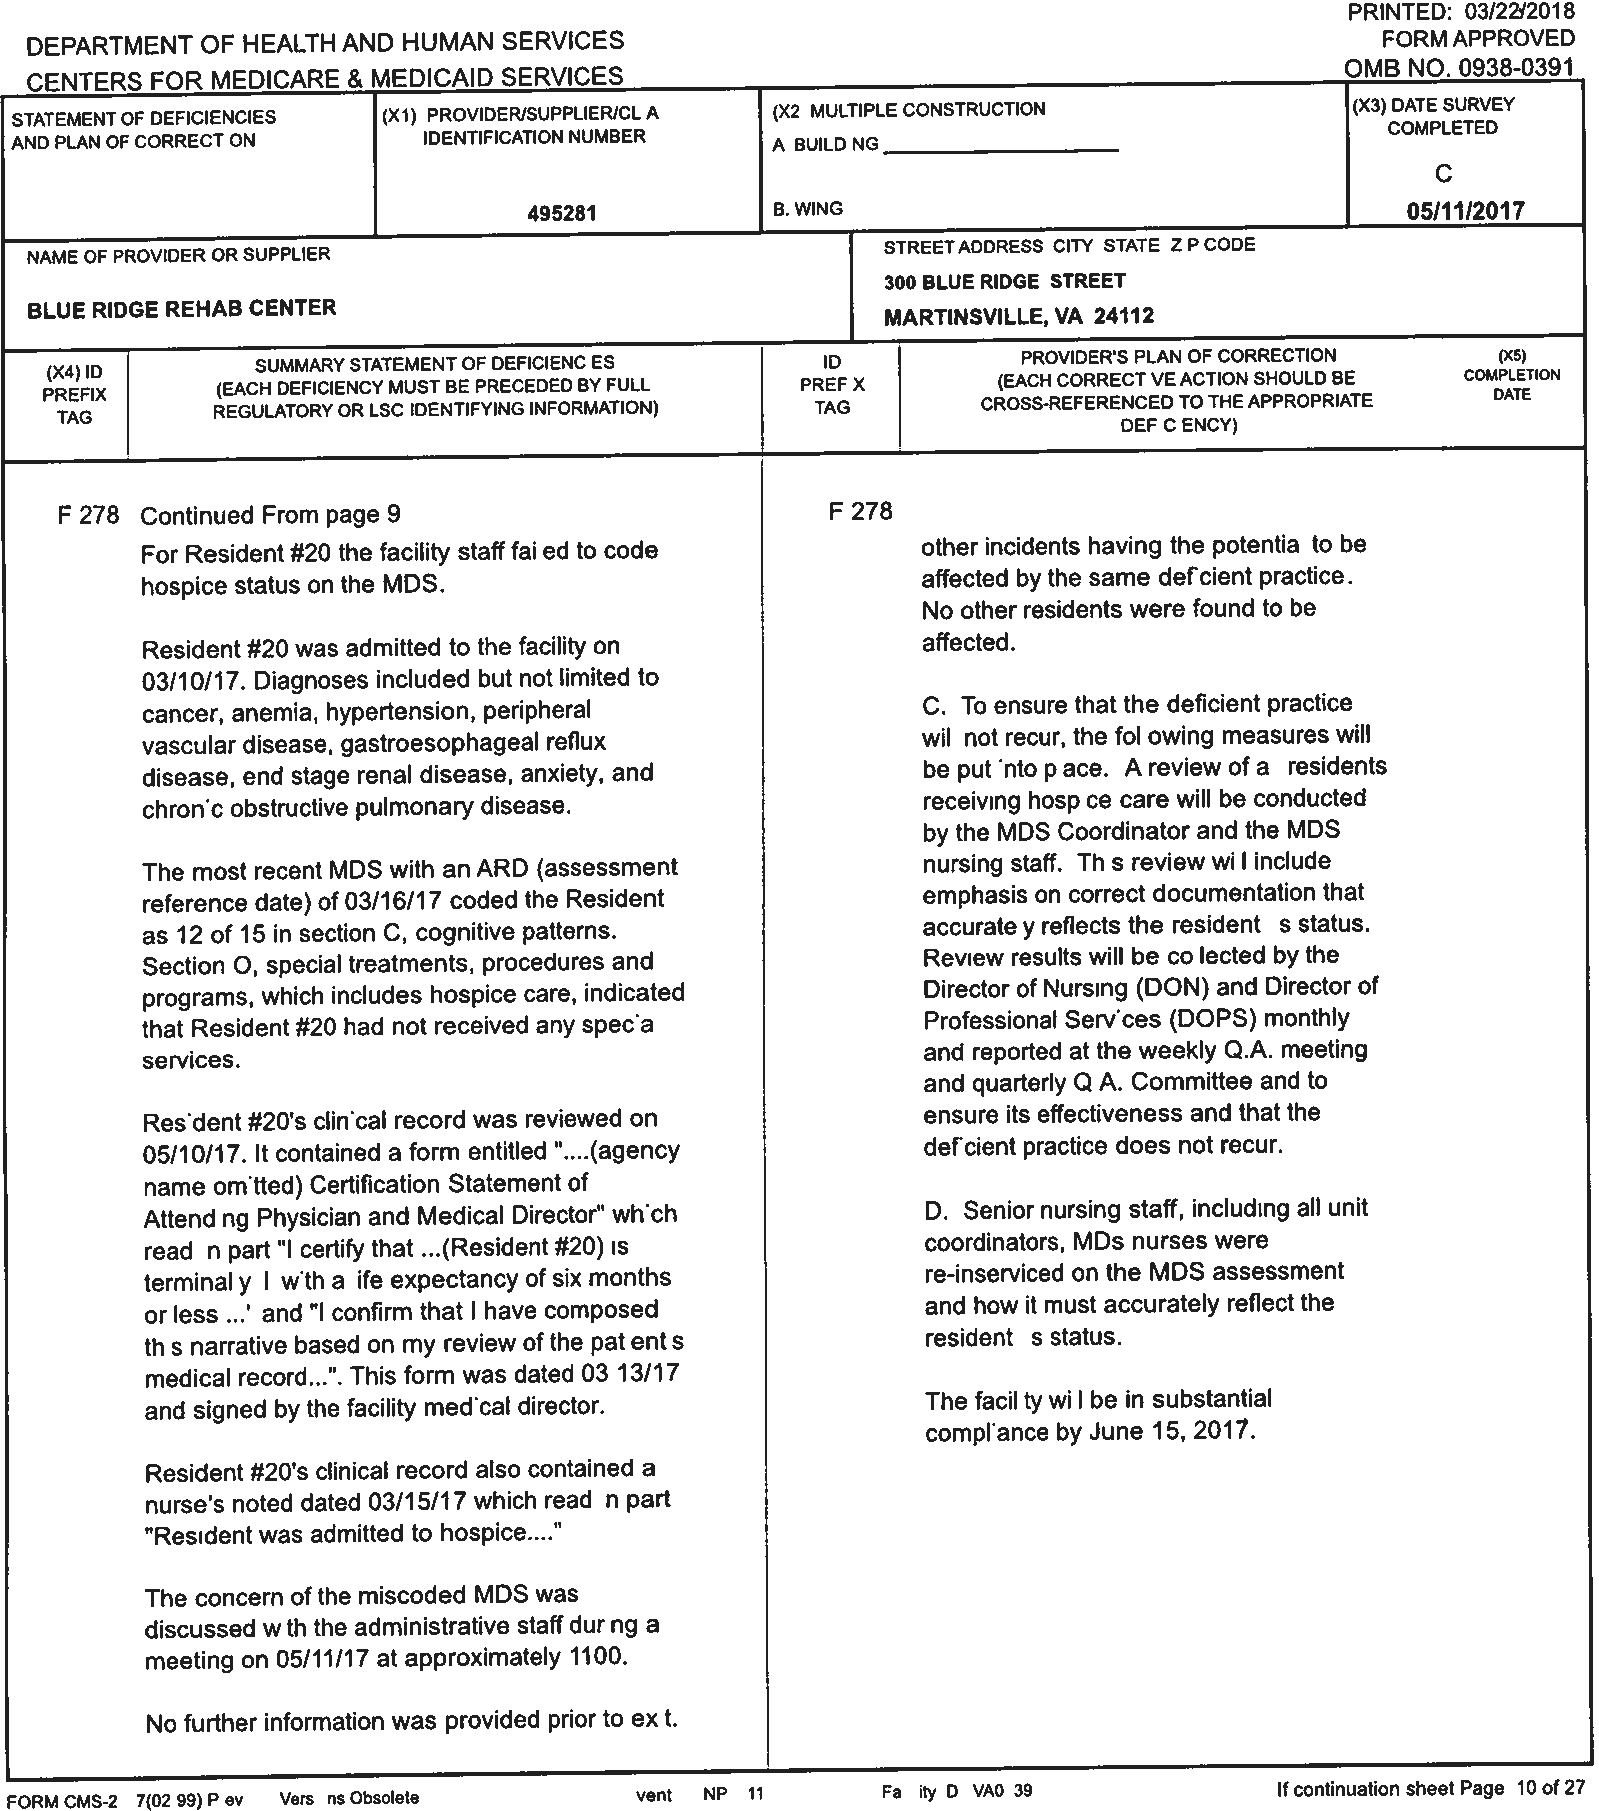 PRINTED: 03/22/2018
DEPARTMENT OF HEALTH AND HUMAN SERVICES
FORM APPROVED
CENTERS FOR MEDICARE & MEDICAID SERVICES
OMB NO. 0938-0391
STATEMENT OF DEFICIENCIES
AND PLAN OF CORRECT ON
(X1) PROVIDER/SUPPLIER/CL A
IDENTIFICATION NUMBER
495281
(X2 MULTIPLE CONSTRUCTION
A BUILD NG
B. WING
(X3) DATE SURVEY
COMPLETED
C
05/11/2017
NAME OF PROVIDER OR SUPPLIER
BLUE RIDGE REHAB CENTER
STREET ADDRESS CITY STATE Z P CODE
300 BLUE RIDGE STREET
MARTINSVILLE, VA 24112
(X4) ID
PREFIX
TAG
SUMMARY STATEMENT OF DEFICIENC ES
(EACH DEFICIENCY MUST BE PRECEDED BY FULL
REGULATORY OR LSC IDENTIFYING INFORMATION)
ID
PREF X
TAG
PROVIDER'S PLAN OF CORRECTION
(EACH CORRECT VE ACTION SHOULD BE
CROSS-REFERENCED TO THE APPROPRIATE
DEF C ENCY)
(X5)
COMPLETION
DATE
F 278 Continued From page 9
For Resident #20 the facility staff fai ed to code
hospice status on the MDS.
Resident #20 was admitted to the facility on
03/10/17. Diagnoses included but not limited to
cancer, anemia, hypertension, peripheral
vascular disease, gastroesophageal reflux
disease, end stage renal disease, anxiety, and
chron'c obstructive pulmonary disease.
The most recent MDS with an ARD (assessment
reference date) of 03/16/17 coded the Resident
as 12 of 15 in section C, cognitive patterns.
Section O, special treatments, procedures and
programs, which includes hospice care, indicated
that Resident #20 had not received any spec'a
services.
Res'dent #20's clin'cal record was reviewed on
05/10/17. It contained a form entitled "....(agency
name om'tted) Certification Statement of
Attend ng Physician and Medical Director" wh'ch
read n part "I certify that ...(Resident #20) is
terminal y l w'th a ife expectancy of six months
or less ...' and "I confirm that I have composed
th s narrative based on my review of the pat ent s
medical record...". This form was dated 03 13/17
and signed by the facility med'cal director.
Resident #20's clinical record also contained a
nurse's noted dated 03/15/17 which read n part
"Resident was admitted to hospice...."
The concern of the miscoded MDS was
discussed w th the administrative staff dur ng a
meeting on 05/11/17 at approximately 1100.
No further information was provided prior to ex t.
F 278
other incidents having the potentia to be
affected by the same def'cient practice.
No other residents were found to be
affected.
C. To ensure that the deficient practice
wil not recur, the fol owing measures will
be put 'nto p ace. A review of a residents
receiving hosp ce care will be conducted
by the MDS Coordinator and the MDS
nursing staff. Th s review wi l include
emphasis on correct documentation that
accurate y reflects the resident s status.
Review results will be co lected by the
Director of Nursing (DON) and Director of
Professional Serv'ces (DOPS) monthly
and reported at the weekly Q.A. meeting
and quarterly Q A. Committee and to
ensure its effectiveness and that the
def'cient practice does not recur.
D. Senior nursing staff, including all unit
coordinators, MDs nurses were
re-inserviced on the MDS assessment
and how it must accurately reflect the
resident s status.
The facil ty wi l be in substantial
compl'ance by June 15, 2017.
FORM CMS-2 7(02 99) P ev Vers ns Obsolete
vent NP 11
Fa ity D VA0 39
If continuation sheet Page 10 of 27